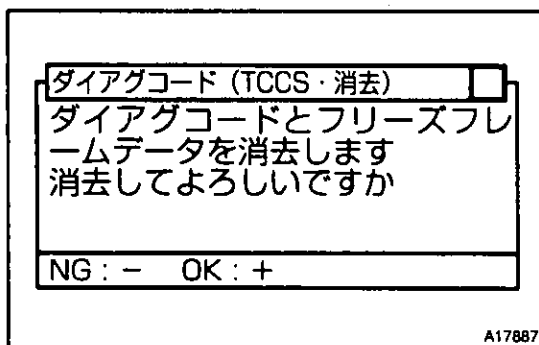 ダイアグコード（TCCS・消去）
ダイアグコードとフリーズフレ
ームデータを消去します
消去してよろしいですか
NG : −　OK : +
A17887